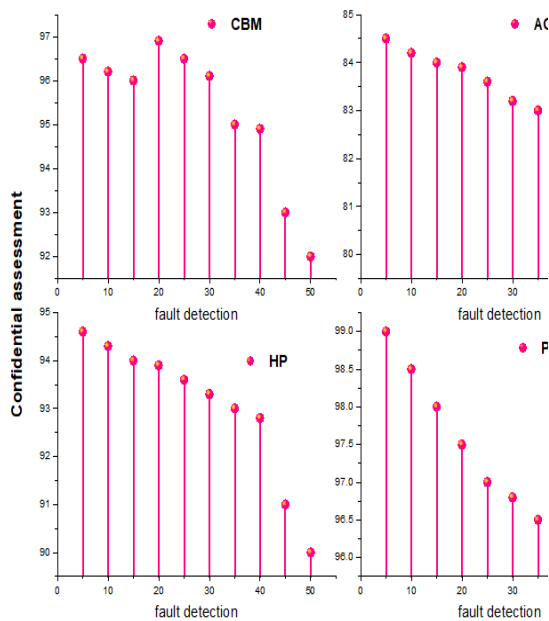 Confidential assessment
CBM
97
96
95
94
93
92
0 10 20 30 40 50
fault detection
85
84
83
82
81
80
0 10 20 30
fault detection
HP
95
94
93
92
91
90
0 10 20 30 40 50
fault detection
99.0
98.5
98.0
97.5
97.0
96.5
96.0
0 10 20 30
fault detection